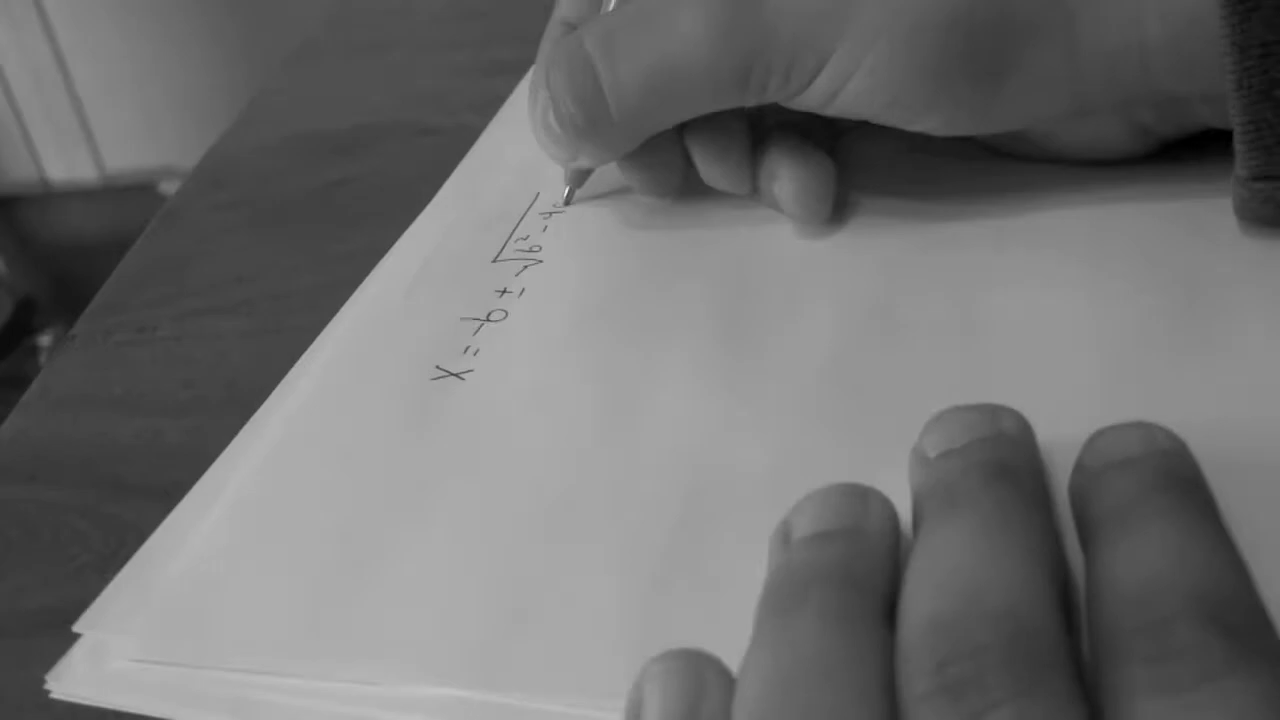 x = -b ± √b² - 4